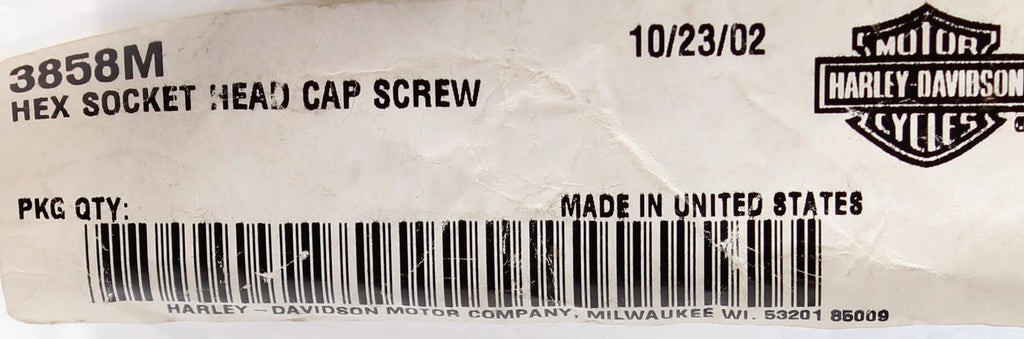 3858M
10/23/02
HEX SOCKET HEAD CAP SCREW
MOTOR
HARLEY-DAVIDSON
CYCLES
PKG QTY:
MADE IN UNITED STATES
HARLEY-DAVIDSON MOTOR COMPANY, MILWAUKEE WI. 53201 85009